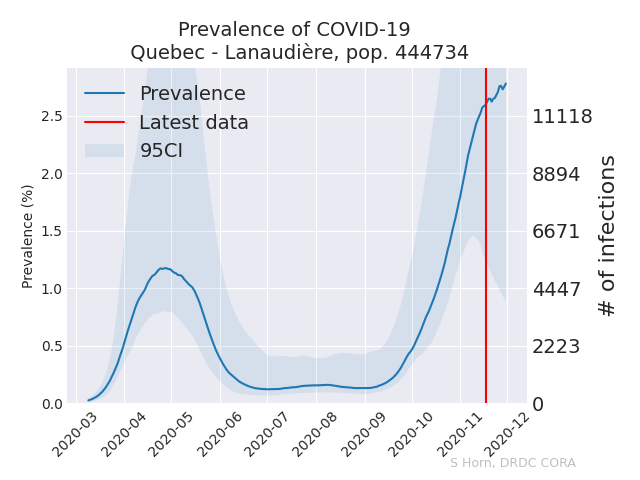 Prevalence of COVID-19
Quebec - Lanaudière, pop. 444734
Prevalence
Latest data
95CI
Prevalence (%)
2.5
2.0
1.5
1.0
0.5
0.0
11118
8894
6671
4447
2223
0
# of infections
2020-03
2020-04
2020-05
2020-06
2020-07
2020-08
2020-09
2020-10
2020-11
2020-12
S Horn, DRDC CORA